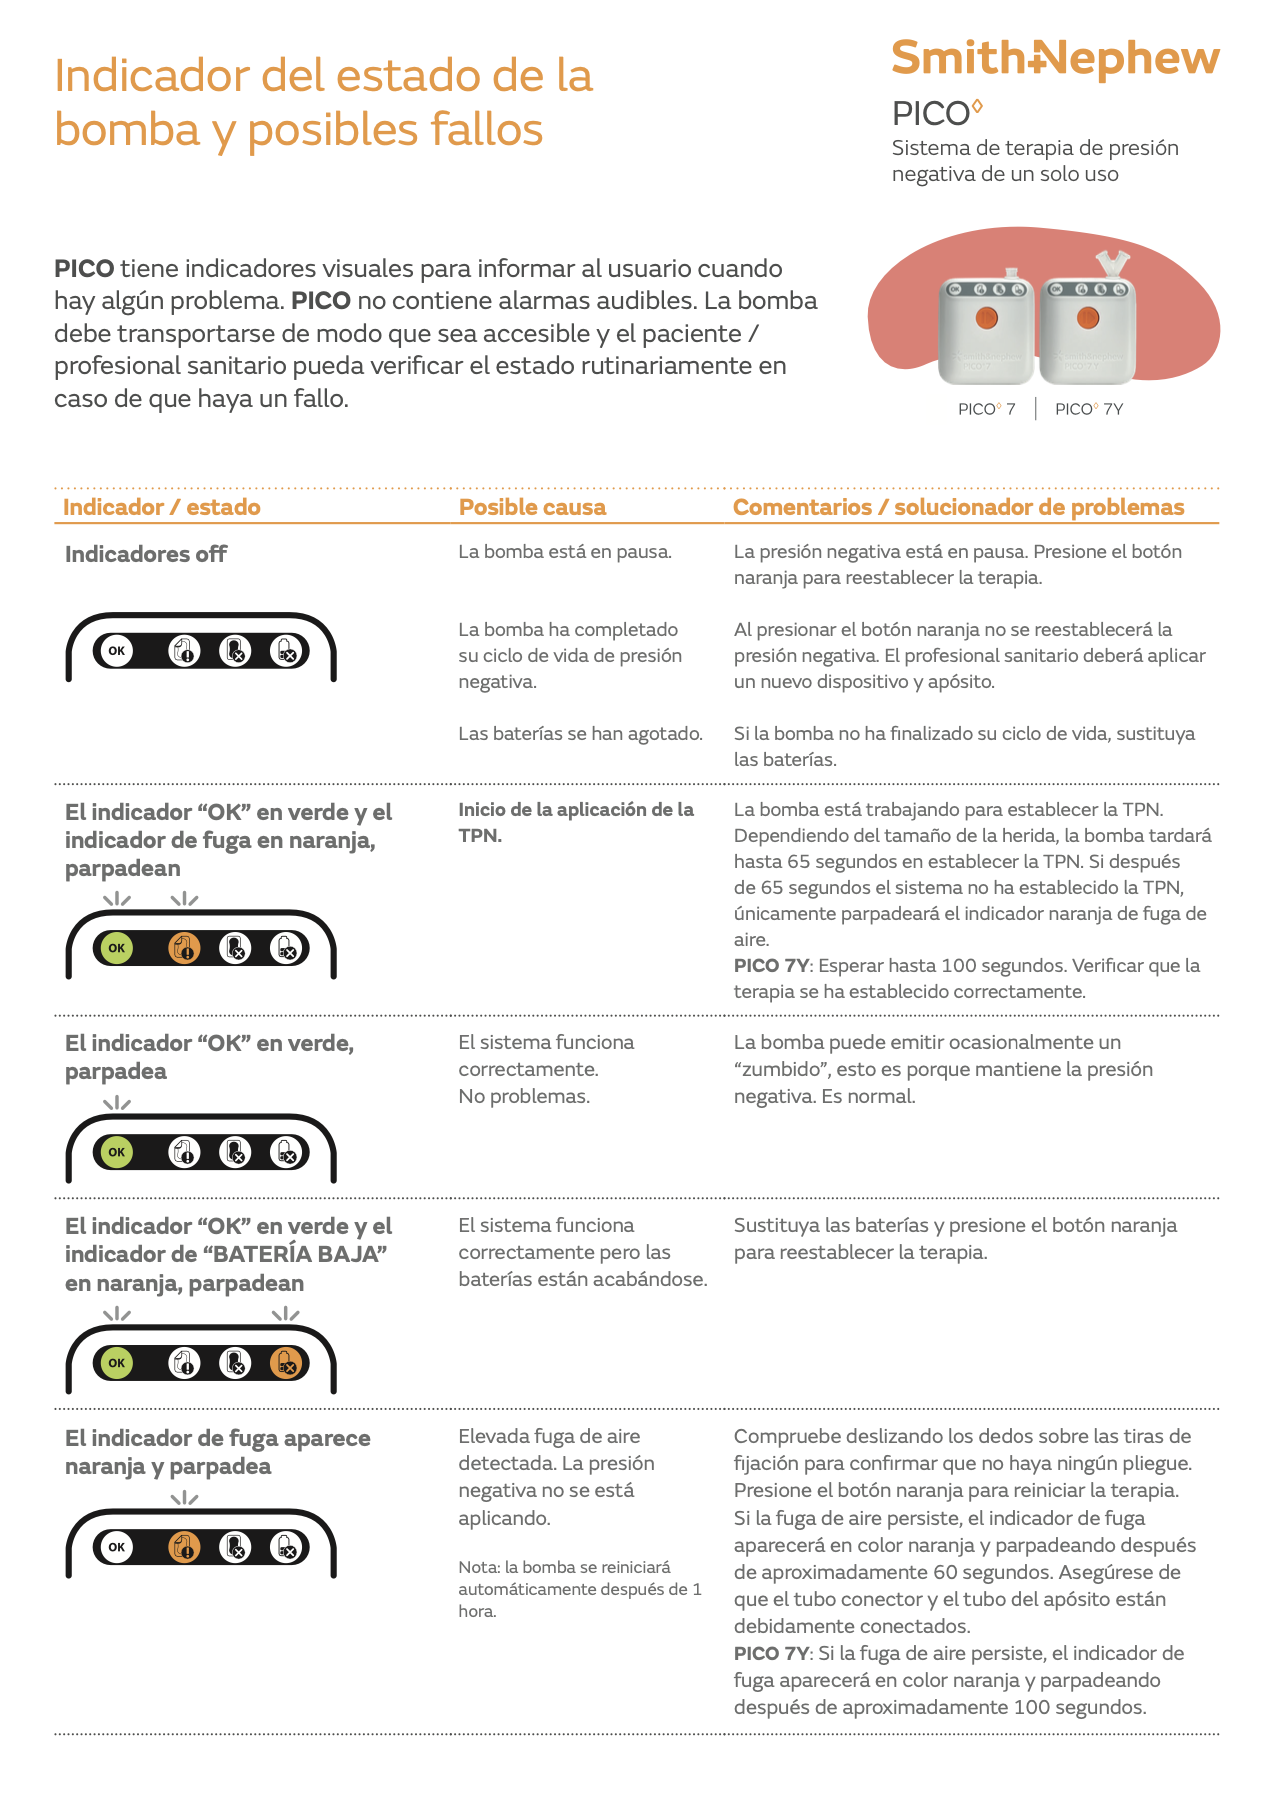 Indicador del estado de la
bomba y posibles fallos
Smith+Nephew
PICO◊
Sistema de terapia de presión
negativa de un solo uso
PICO tiene indicadores visuales para informar al usuario cuando
hay algún problema. PICO no contiene alarmas audibles. La bomba
debe transportarse de modo que sea accesible y el paciente /
profesional sanitario pueda verificar el estado rutinariamente en
caso de que haya un fallo.
PICO◊ 7 | PICO◊ 7Y
Indicador / estado
Posible causa
Comentarios / solucionador de problemas
Indicadores off
OK
La bomba está en pausa.
La presión negativa está en pausa. Presione el botón
naranja para reestablecer la terapia.
La bomba ha completado
su ciclo de vida de presión
negativa.
Al presionar el botón naranja no se reestablecerá la
presión negativa. El profesional sanitario deberá aplicar
un nuevo dispositivo y apósito.
Las baterías se han agotado.
Si la bomba no ha finalizado su ciclo de vida, sustituya
las baterías.
El indicador “OK” en verde y el
indicador de fuga en naranja,
parpadean
OK
Inicio de la aplicación de la
TPN.
La bomba está trabajando para establecer la TPN.
Dependiendo del tamaño de la herida, la bomba tardará
hasta 65 segundos en establecer la TPN. Si después
de 65 segundos el sistema no ha establecido la TPN,
únicamente parpadeará el indicador naranja de fuga de
aire.
PICO 7Y: Esperar hasta 100 segundos. Verificar que la
terapia se ha establecido correctamente.
El indicador “OK” en verde,
parpadea
OK
El sistema funciona
correctamente.
No problemas.
La bomba puede emitir ocasionalmente un
“zumbido”, esto es porque mantiene la presión
negativa. Es normal.
El indicador “OK” en verde y el
indicador de “BATERÍA BAJA”
en naranja, parpadean
OK
El sistema funciona
correctamente pero las
baterías están acabándose.
Sustituya las baterías y presione el botón naranja
para reestablecer la terapia.
El indicador de fuga aparece
naranja y parpadea
OK
Elevada fuga de aire
detectada. La presión
negativa no se está
aplicando.
Nota: la bomba se reiniciará
automáticamente después de 1
hora.
Compruebe deslizando los dedos sobre las tiras de
fijación para confirmar que no haya ningún pliegue.
Presione el botón naranja para reiniciar la terapia.
Si la fuga de aire persiste, el indicador de fuga
aparecerá en color naranja y parpadeando después
de aproximadamente 60 segundos. Asegúrese de
que el tubo conector y el tubo del apósito están
debidamente conectados.
PICO 7Y: Si la fuga de aire persiste, el indicador de
fuga aparecerá en color naranja y parpadeando
después de aproximadamente 100 segundos.